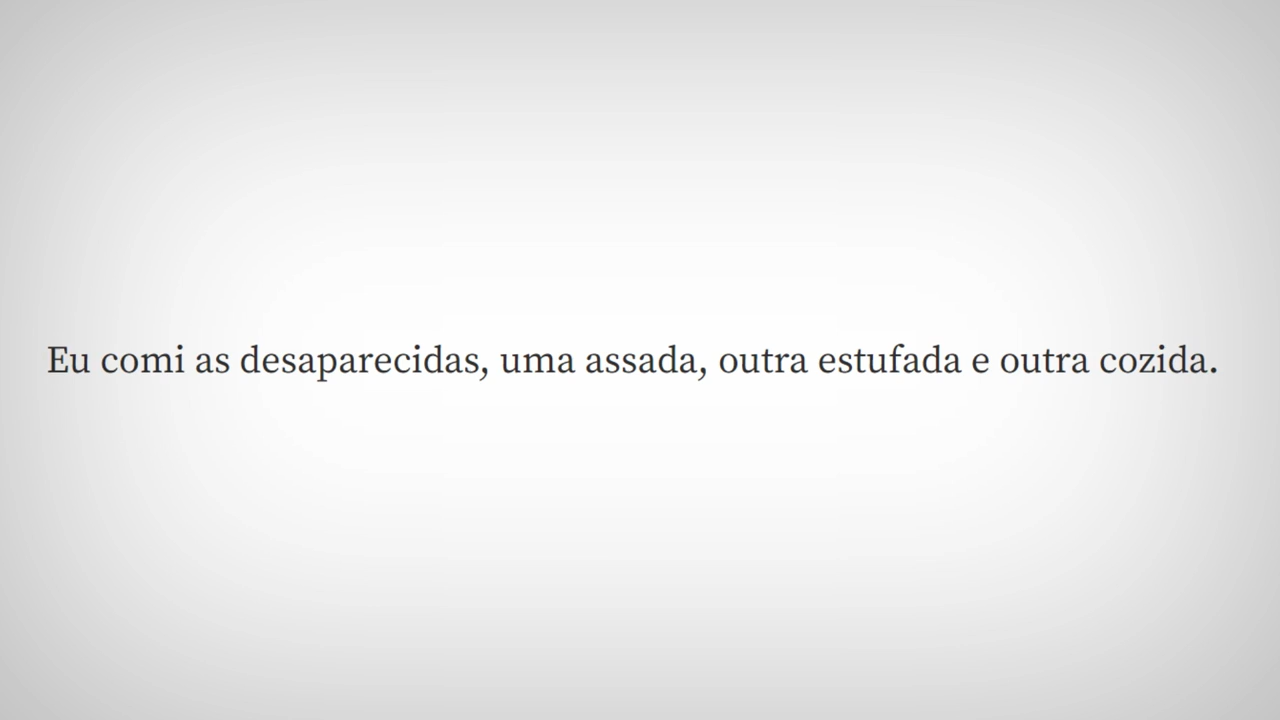 Eu comi as desaparecidas, uma assada, outra estufada e outra cozida.